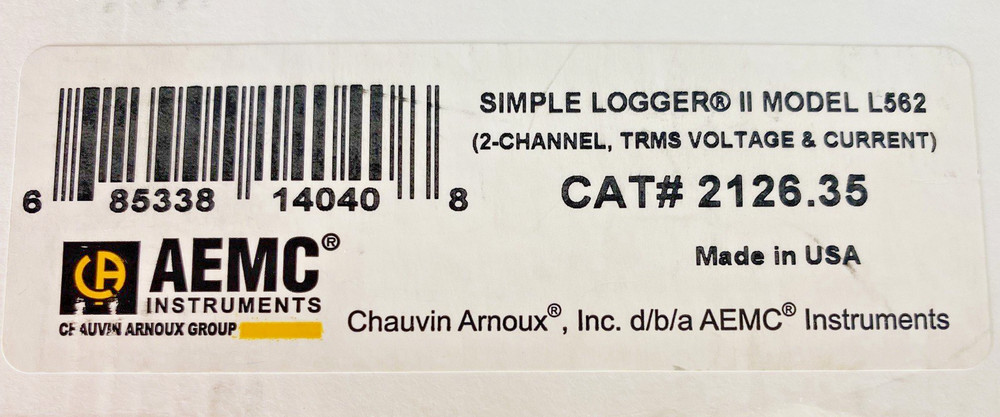 6 85338 14040 8
SIMPLE LOGGER® II MODEL L562
(2-CHANNEL, TRMS VOLTAGE & CURRENT)
CAT# 2126.35
Made in USA
CA
AEMC®
INSTRUMENTS
CHAUVIN ARNOUX GROUP
Chauvin Arnoux®, Inc. d/b/a AEMC® Instruments